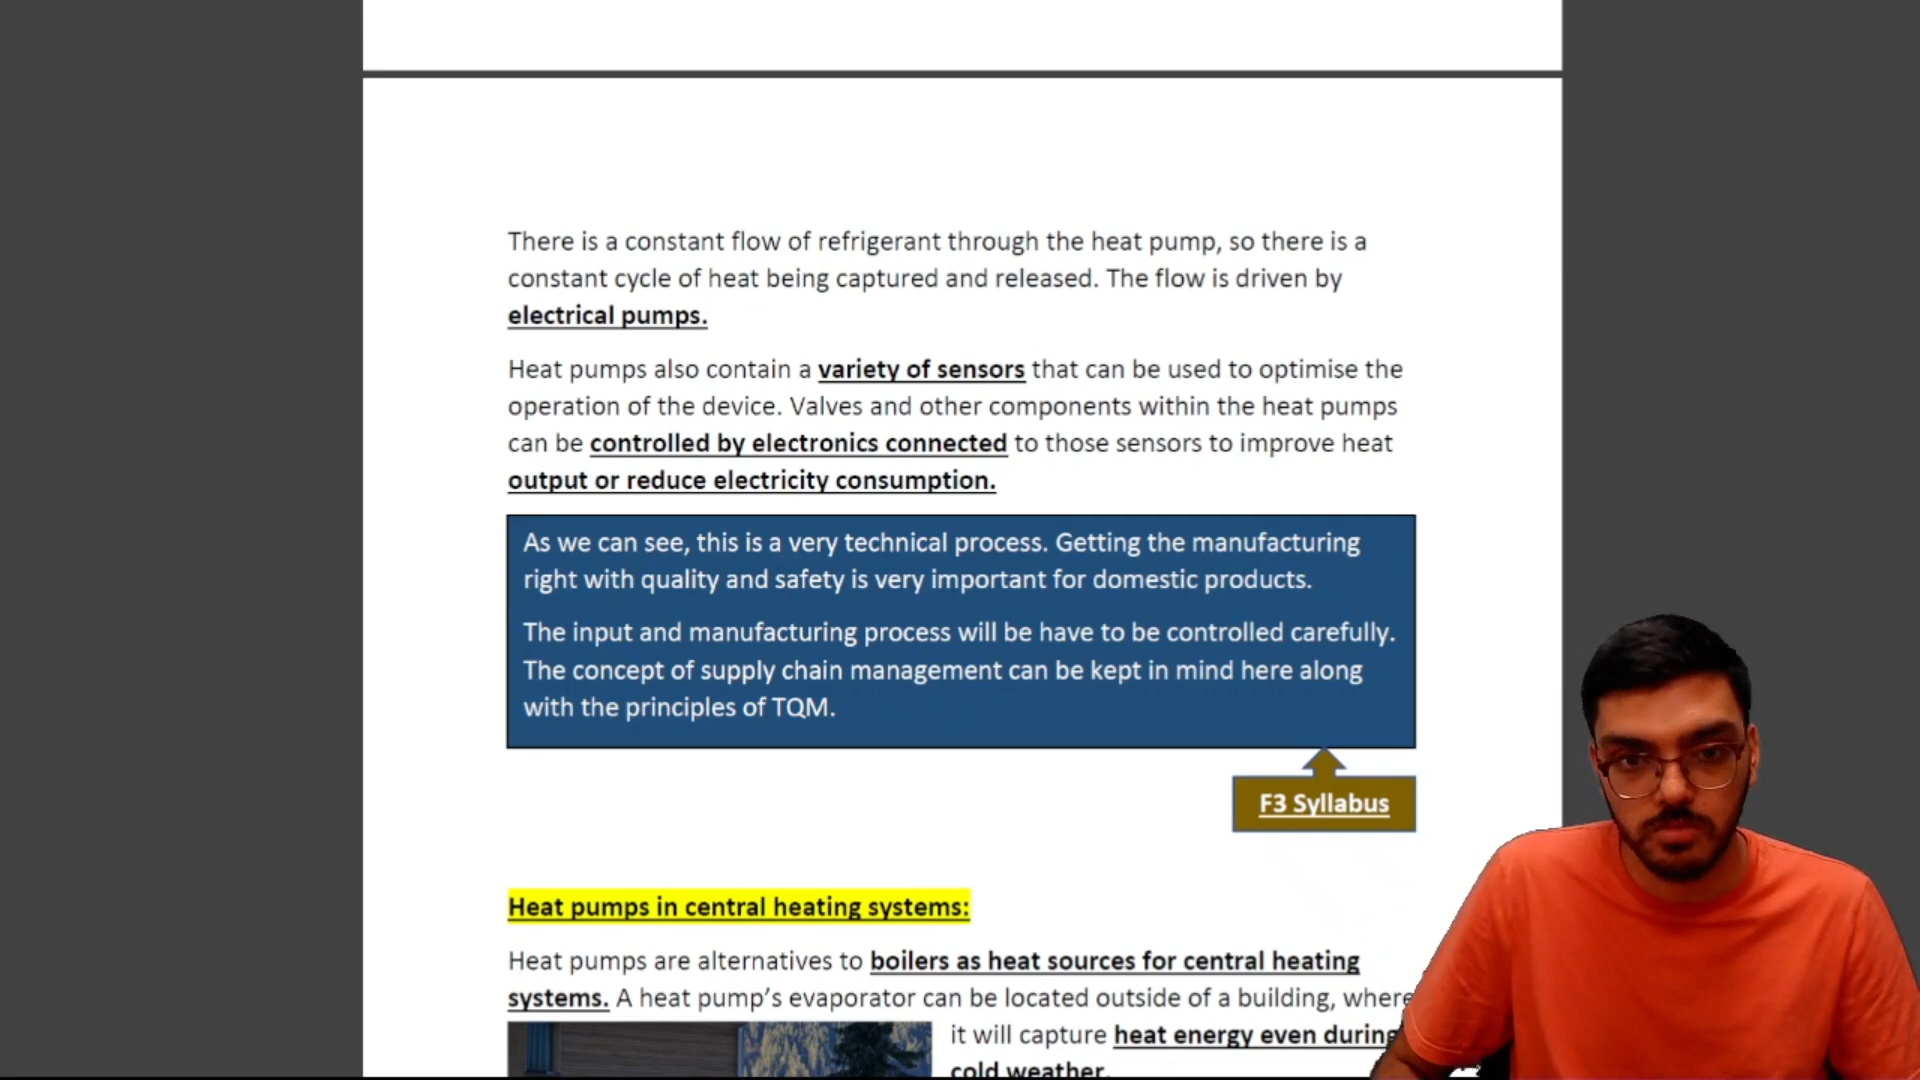 There is a constant flow of refrigerant through the heat pump, so there is a
constant cycle of heat being captured and released. The flow is driven by
electrical pumps.
Heat pumps also contain a variety of sensors that can be used to optimise the
operation of the device. Valves and other components within the heat pumps
can be controlled by electronics connected to those sensors to improve heat
output or reduce electricity consumption.
As we can see, this is a very technical process. Getting the manufacturing
right with quality and safety is very important for domestic products.
The input and manufacturing process will be have to be controlled carefully.
The concept of supply chain management can be kept in mind here along
with the principles of TQM.
F3 Syllabus
Heat pumps in central heating systems:
Heat pumps are alternatives to boilers as heat sources for central heating
systems. A heat pump's evaporator can be located outside of a building, where
it will capture heat energy even during
cold weather.